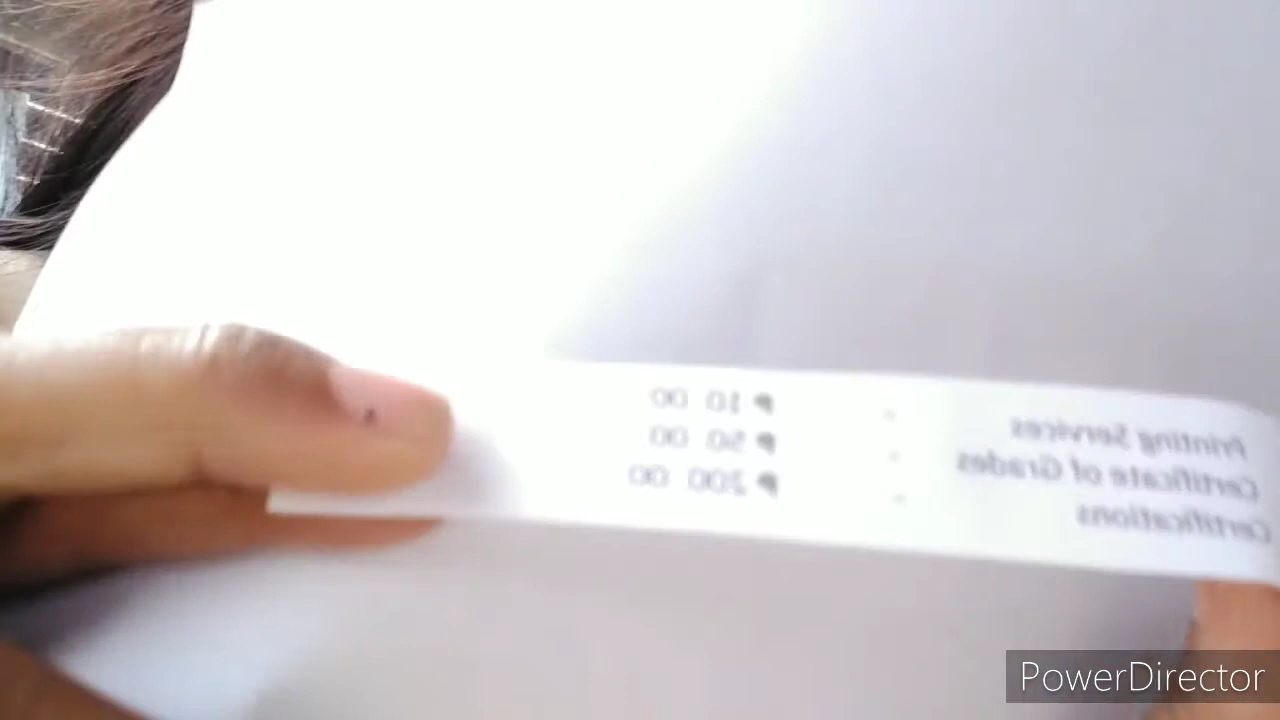 Printing Services - ₱ 10.00
Certificate of Grades - ₱ 50.00
Certifications - ₱ 200.00
PowerDirector